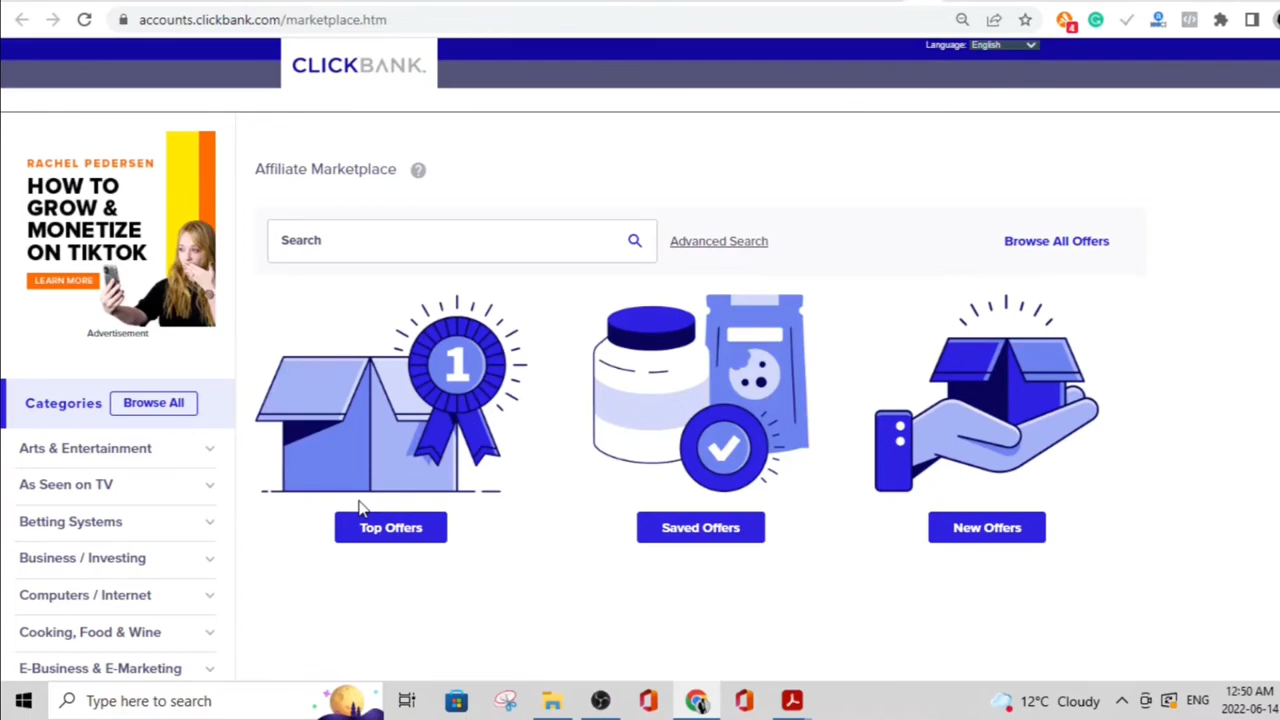 accounts.clickbank.com/marketplace.htm
4
Language: English
CLICKBANK.
RACHEL PEDERSEN
HOW TO
GROW &
MONETIZE
ON TIKTOK
LEARN MORE
Advertisement
Affiliate Marketplace ?
Search
Advanced Search
Browse All Offers
1
Top Offers
Saved Offers
New Offers
Categories
Browse All
Arts & Entertainment
As Seen on TV
Betting Systems
Business / Investing
Computers / Internet
Cooking, Food & Wine
E-Business & E-Marketing
Type here to search
12°C Cloudy
ENG
12:50 AM
2022-06-14